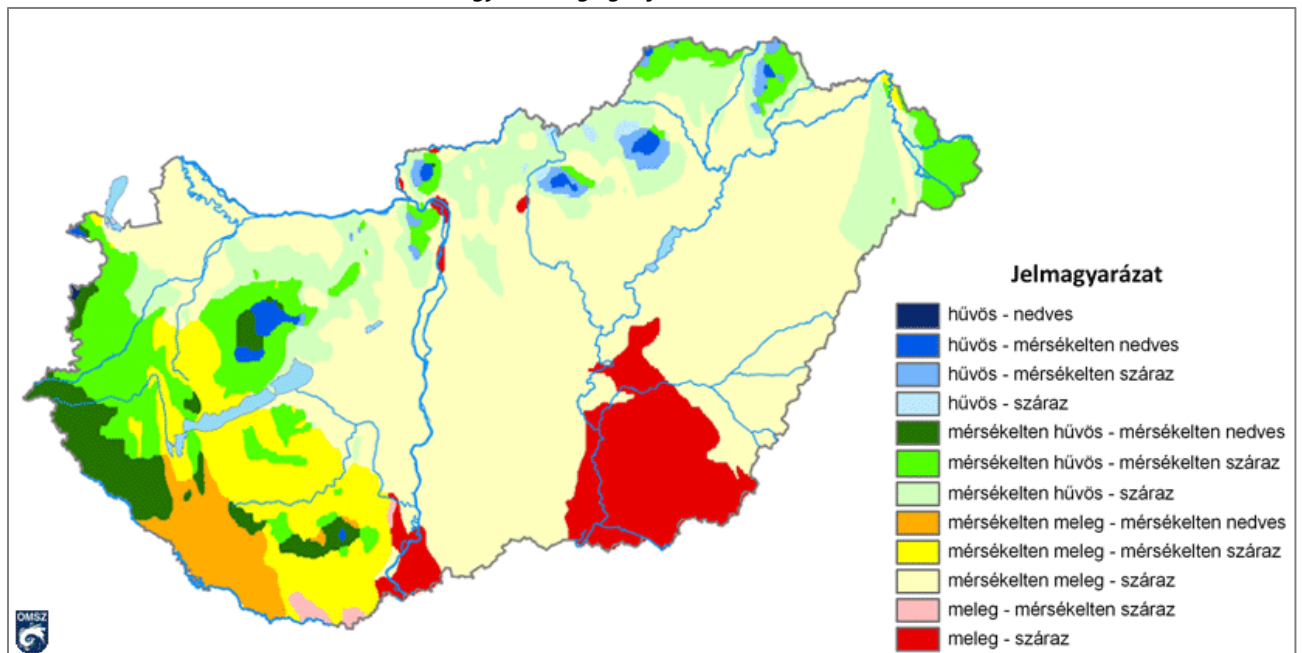 Jelmagyarázat
hűvös - nedves
hűvös - mérsékelten nedves
hűvös - mérsékelten száraz
hűvös - száraz
mérsékelten hűvös - mérsékelten nedves
mérsékelten hűvös - mérsékelten száraz
mérsékelten hűvös - száraz
mérsékelten meleg - mérsékelten nedves
mérsékelten meleg - mérsékelten száraz
mérsékelten meleg - száraz
meleg - mérsékelten száraz
meleg - száraz
OMSZ